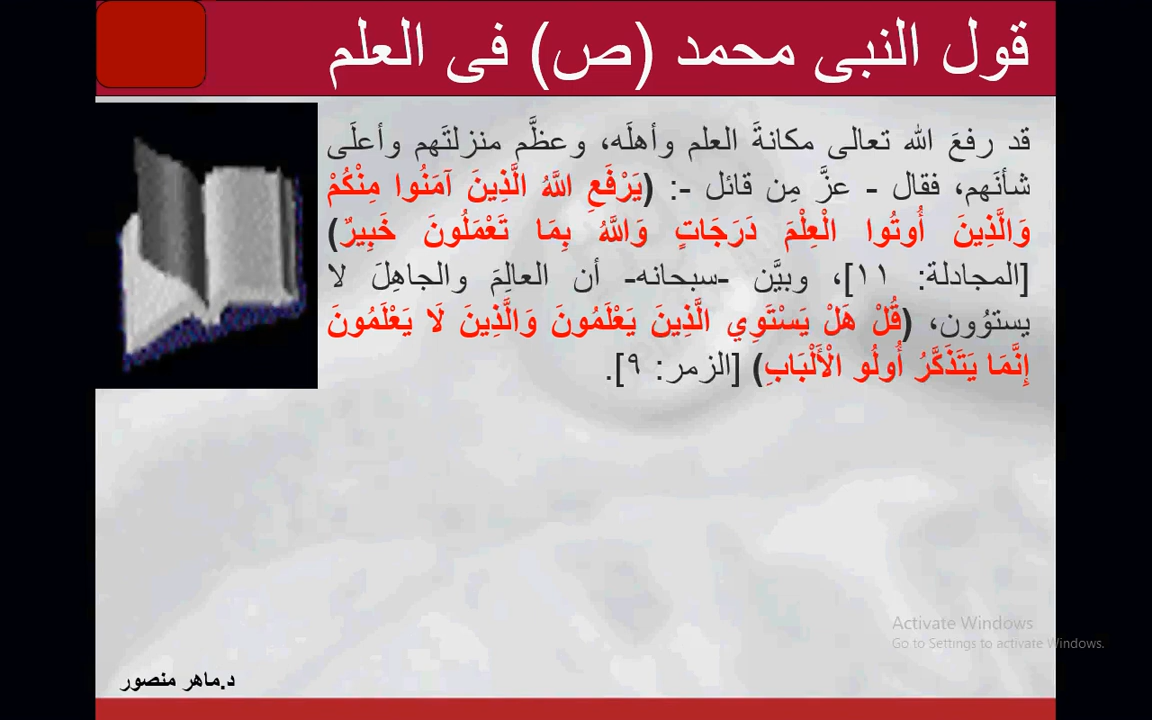 قول النبى محمد (ص) فى العلم
قد رفعَ الله تعالى مكانةَ العلم وأهلَه، وعظَّم منزلتَهم وأعلَى
شأنَهم، فقال - عزَّ مِن قائل -: (يَرْفَعِ اللَّهُ الَّذِينَ آمَنُوا مِنْكُمْ
وَالَّذِينَ أُوتُوا الْعِلْمَ دَرَجَاتٍ وَاللَّهُ بِمَا تَعْمَلُونَ خَبِيرٌ)
[المجادلة: ١١]، وبيَّن -سبحانه- أن العالِمَ والجاهِلَ لا
يستوُون، (قُلْ هَلْ يَسْتَوِي الَّذِينَ يَعْلَمُونَ وَالَّذِينَ لَا يَعْلَمُونَ
إِنَّمَا يَتَذَكَّرُ أُولُو الْأَلْبَابِ) [الزمر: ٩].
Activate Windows
Go to Settings to activate Windows.
د.ماهر منصور